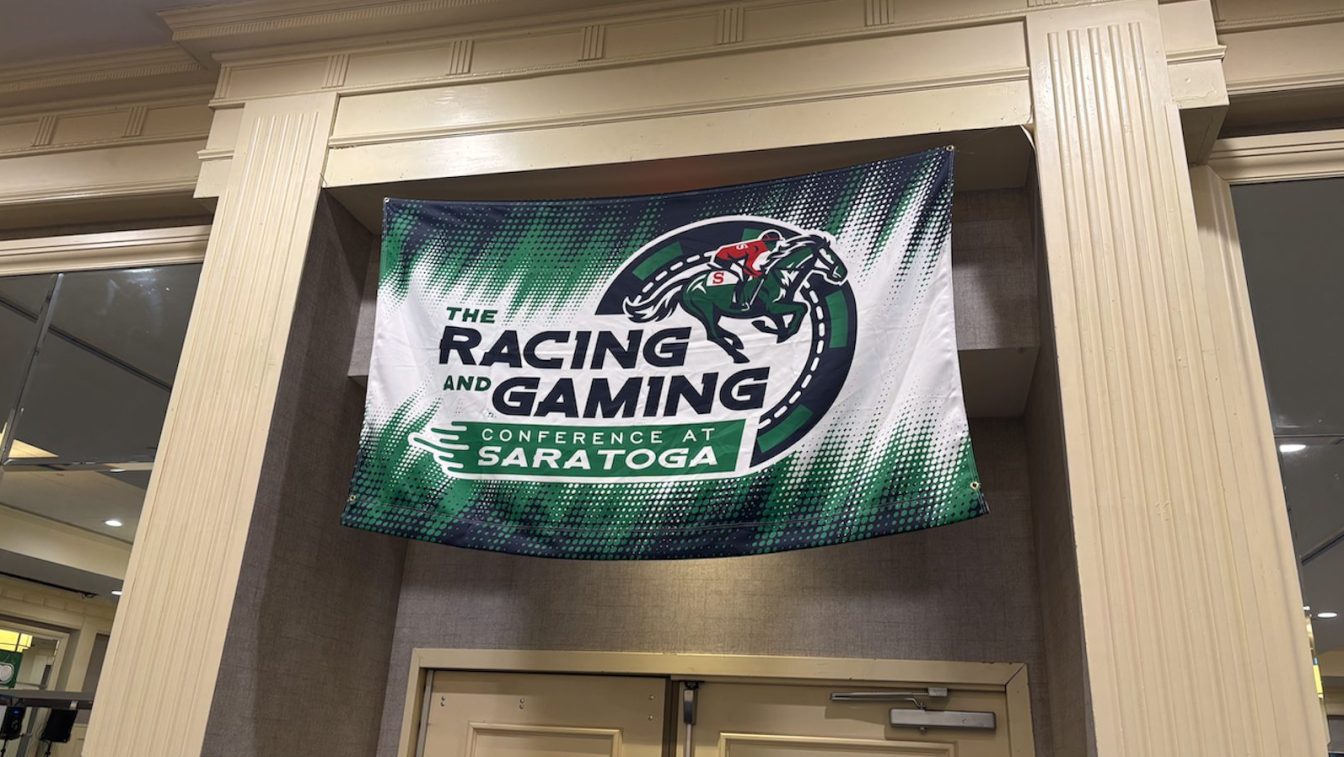 THE
RACING
AND GAMING
CONFERENCE AT
SARATOGA
S
S